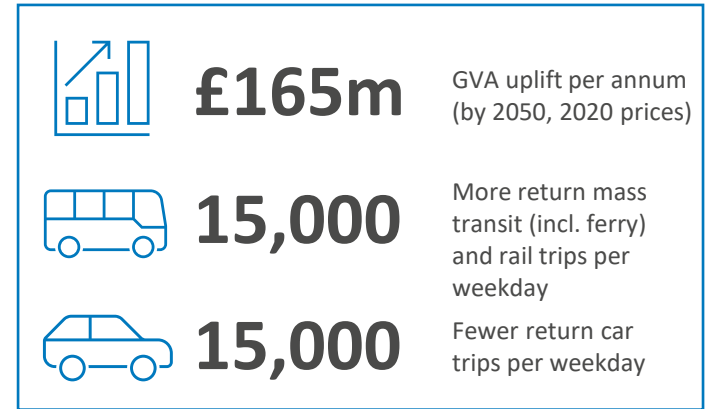 £165m
GVA uplift per annum
(by 2050, 2020 prices)
15,000
More return mass
transit (incl. ferry)
and rail trips per
weekday
15,000
Fewer return car
trips per weekday